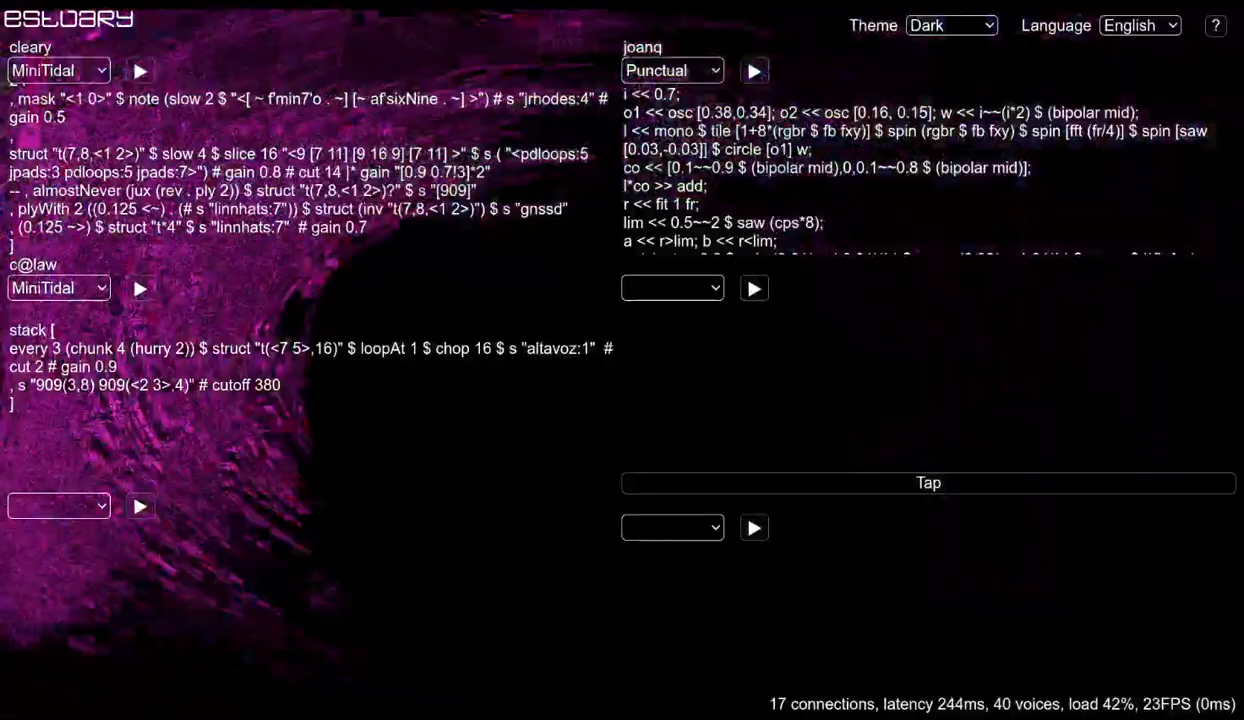 estuary
Theme Dark Language English ?
cleary
MiniTidal
, mask "<1 0>" $ note (slow 2 $ "<[ ~ f'min7'o . ~] [~ af'sixNine . ~] >") # s "jrhodes:4" #
gain 0.5
,
struct "t(7,8,<1 2>)" $ slow 4 $ slice 16 "<9 [7 11] [9 16 9] [7 11] >" $ s ( "<pdloops:5
jpads:3 pdloops:5 jpads:7>") # gain 0.8 # cut 14 |* gain "[0.9 0.7!3]*2"
-- , almostNever (jux (rev . ply 2)) $ struct "t(7,8,<1 2>)?" $ s "[909]"
, plyWith 2 ((0.125 <~) . (# s "linnhats:7")) $ struct (inv "t(7,8,<1 2>)") $ s "gnssd"
, (0.125 ~>) $ struct "t*4" $ s "linnhats:7" # gain 0.7
]
joanq
Punctual
i << 0.7;
o1 << osc [0.38,0.34]; o2 << osc [0.16, 0.15]; w << i~~(i*2) $ (bipolar mid);
l << mono $ tile [1+8*(rgbr $ fb fxy)] $ spin (rgbr $ fb fxy) $ spin [fft (fr/4)] $ spin [saw
[0.03,-0.03]] $ circle [o1] w;
co << [0.1~~0.9 $ (bipolar mid),0,0.1~~0.8 $ (bipolar mid)];
l*co >> add;
r << fit 1 fr;
lim << 0.5~~2 $ saw (cps*8);
a << r>lim; b << r<lim;
c@law
MiniTidal
stack [
every 3 (chunk 4 (hurry 2)) $ struct "t(<7 5>,16)" $ loopAt 1 $ chop 16 $ s "altavoz:1" #
cut 2 # gain 0.9
, s "909(3,8) 909(<2 3>,4)" # cutoff 380
]
Tap
17 connections, latency 244ms, 40 voices, load 42%, 23FPS (0ms)